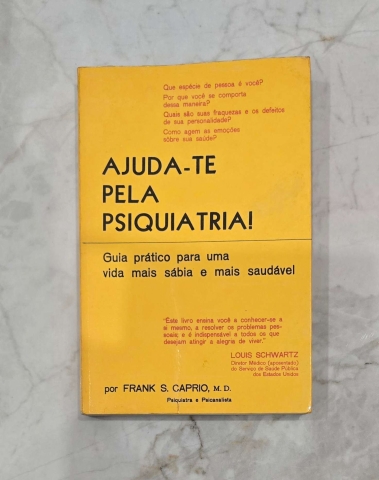 Que espécie de pessoa é você?
Por que você se comporta
dessa maneira?
Quais são suas fraquezas e os defeitos
de sua personalidade?
Como agem as emoções
sôbre sua saúde?
AJUDA-TE
PELA
PSIQUIATRIA!
Guia prático para uma
vida mais sábia e mais saudável
"Êste livro ensina você a conhecer-se a
si mesmo, a resolver os problemas pes-
soais, e é indispensável a todos os que
desejam atingir a alegria de viver."
LOUIS SCHWARTZ
Diretor Médico (aposentado)
do Serviço de Saúde Pública
dos Estados Unidos
por FRANK S. CAPRIO, M. D.
Psiquiatra e Psicanalista